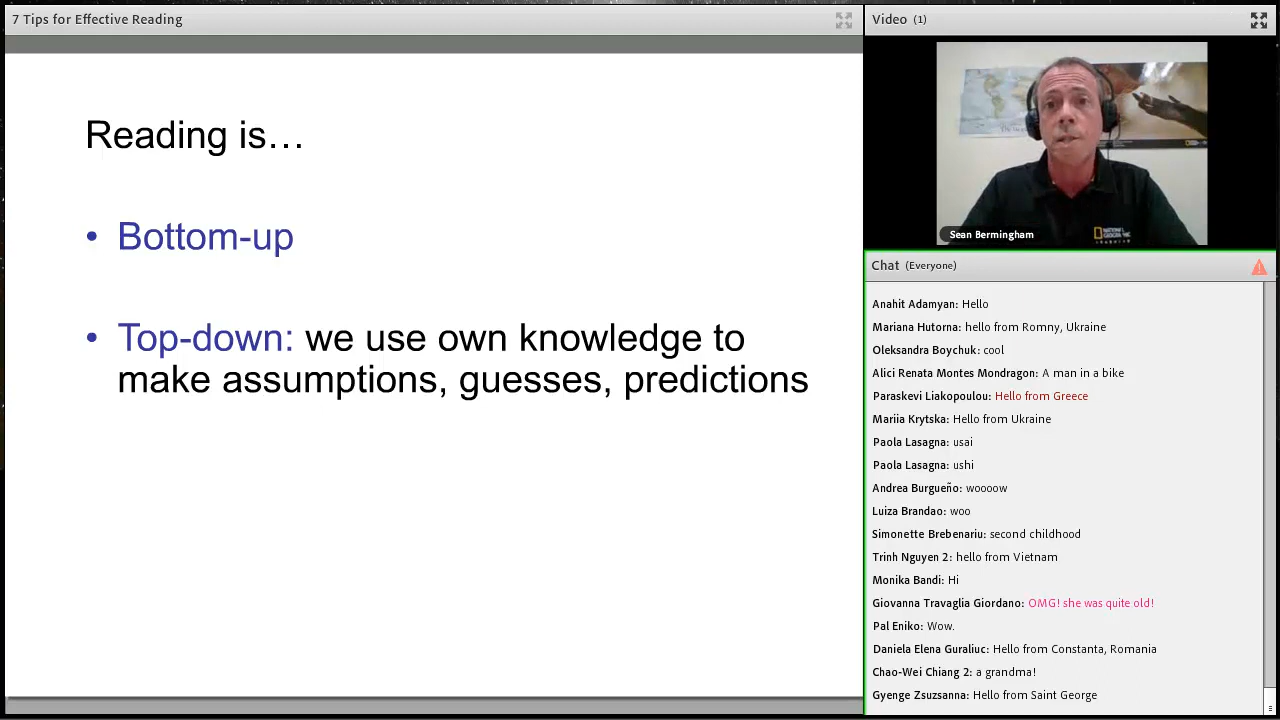 7 Tips for Effective Reading
Reading is…
• Bottom-up
• Top-down: we use own knowledge to
make assumptions, guesses, predictions
Video (1)
Sean Bermingham
NATIONAL
GEOGRAPHIC
Chat (Everyone)
Anahit Adamyan: Hello
Mariana Hutorna: hello from Romny, Ukraine
Oleksandra Boychuk: cool
Alici Renata Montes Mondragon: A man in a bike
Paraskevi Liakopoulou: Hello from Greece
Mariia Krytska: Hello from Ukraine
Paola Lasagna: usai
Paola Lasagna: ushi
Andrea Burgueño: woooow
Luiza Brandao: woo
Simonette Brebenariu: second childhood
Trinh Nguyen 2: hello from Vietnam
Monika Bandi: Hi
Giovanna Travaglia Giordano: OMG! she was quite old!
Pal Eniko: Wow.
Daniela Elena Guraliuc: Hello from Constanta, Romania
Chao-Wei Chiang 2: a grandma!
Gyenge Zsuzsanna: Hello from Saint George